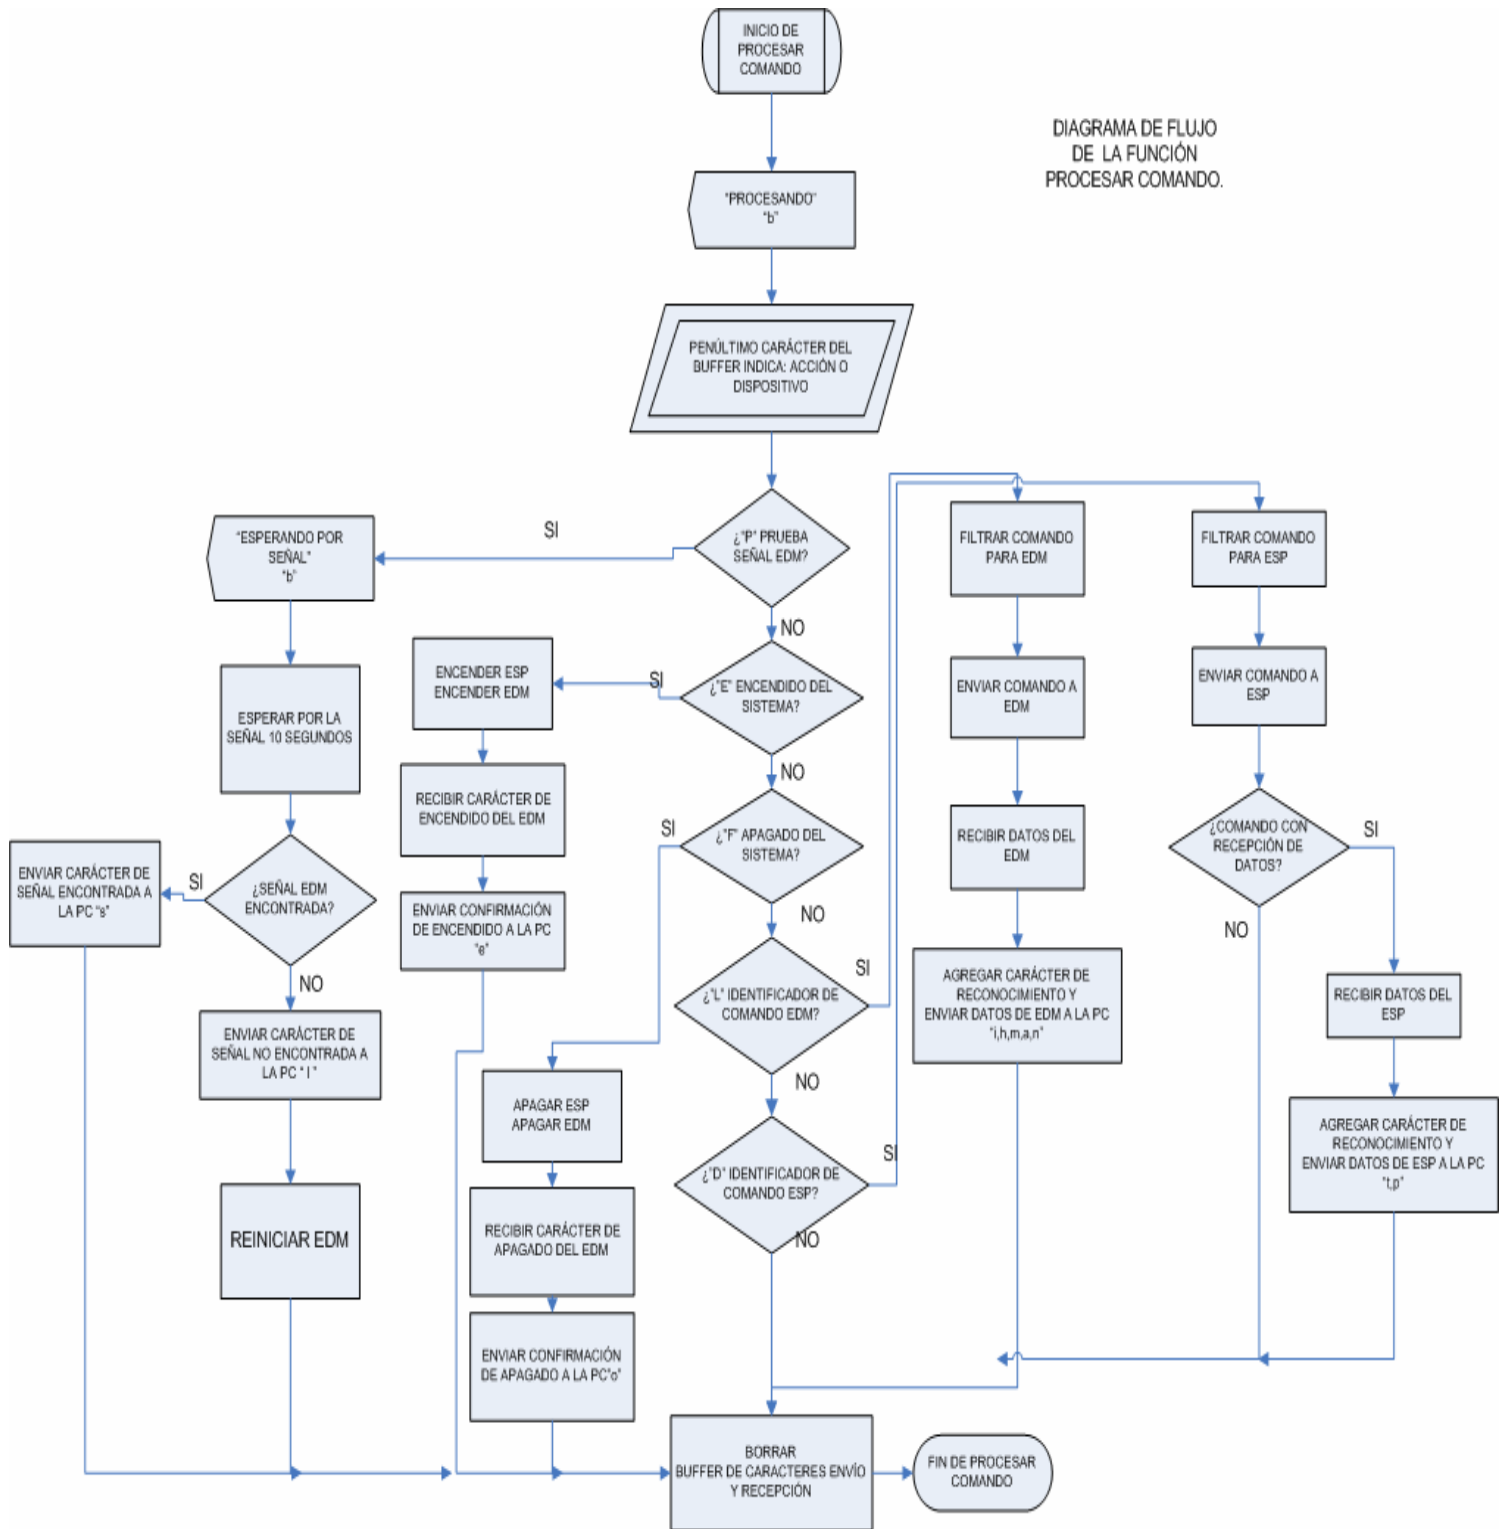 INICIO DE
PROCESAR
COMANDO
DIAGRAMA DE FLUJO
DE LA FUNCIÓN
PROCESAR COMANDO.
"PROCESANDO"
"b"
PENÚLTIMO CARÁCTER DEL
BUFFER INDICA: ACCIÓN O
DISPOSITIVO
¿"P" PRUEBA
SEÑAL EDM?
SI
NO
"ESPERANDO POR
SEÑAL"
"b"
ESPERAR POR LA
SEÑAL 10 SEGUNDOS
¿SEÑAL EDM
ENCONTRADA?
SI
NO
ENVIAR CARÁCTER DE
SEÑAL ENCONTRADA A
LA PC "s"
ENVIAR CARÁCTER DE
SEÑAL NO ENCONTRADA A
LA PC " l "
REINICIAR EDM
¿"E" ENCENDIDO DEL
SISTEMA?
SI
NO
ENCENDER ESP
ENCENDER EDM
RECIBIR CARÁCTER DE
ENCENDIDO DEL EDM
ENVIAR CONFIRMACIÓN
DE ENCENDIDO A LA PC
"e"
¿"F" APAGADO DEL
SISTEMA?
SI
NO
APAGAR ESP
APAGAR EDM
RECIBIR CARÁCTER DE
APAGADO DEL EDM
ENVIAR CONFIRMACIÓN
DE APAGADO A LA PC"o"
¿"L" IDENTIFICADOR DE
COMANDO EDM?
SI
NO
FILTRAR COMANDO
PARA EDM
ENVIAR COMANDO A
EDM
RECIBIR DATOS DEL
EDM
AGREGAR CARÁCTER DE
RECONOCIMIENTO Y
ENVIAR DATOS DE EDM A LA PC
"i,h,m,a,n"
¿"D" IDENTIFICADOR DE
COMANDO ESP?
SI
NO
FILTRAR COMANDO
PARA ESP
ENVIAR COMANDO A
ESP
¿COMANDO CON
RECEPCIÓN DE
DATOS?
SI
NO
RECIBIR DATOS DEL
ESP
AGREGAR CARÁCTER DE
RECONOCIMIENTO Y
ENVIAR DATOS DE ESP A LA PC
"t,p"
BORRAR
BUFFER DE CARACTERES ENVÍO
Y RECEPCIÓN
FIN DE PROCESAR
COMANDO